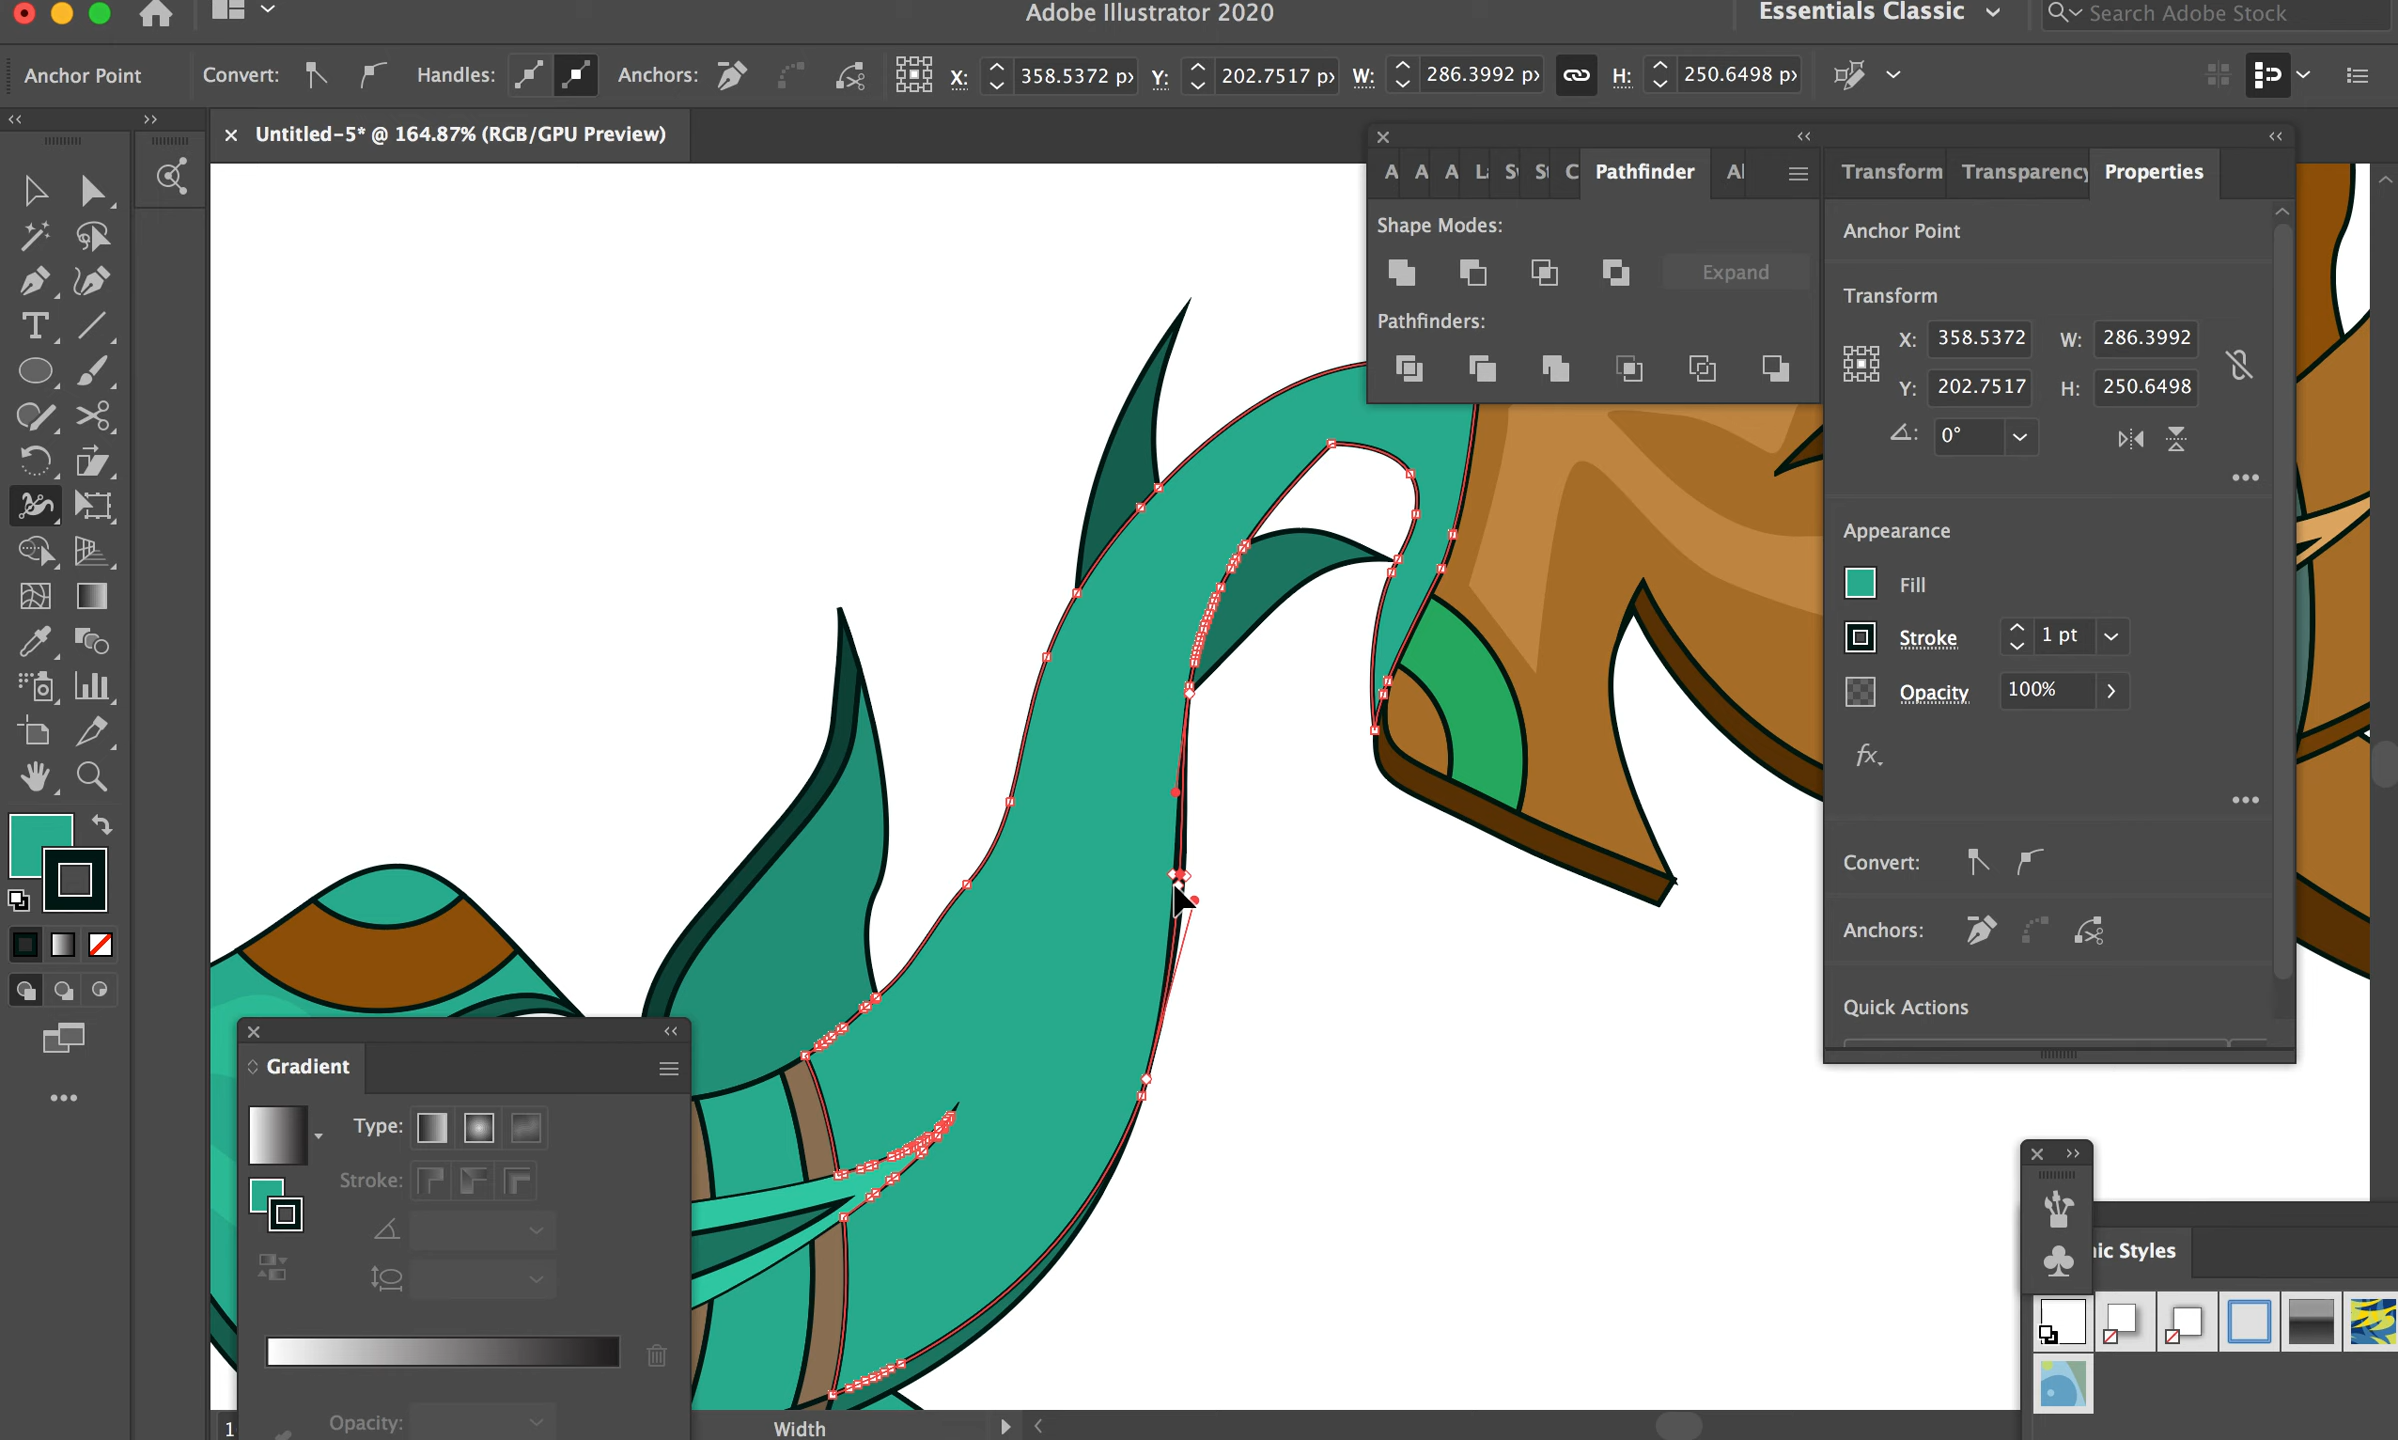 Adobe Illustrator 2020
Essentials Classic
Search Adobe Stock
Anchor Point
Convert:
Handles:
Anchors:
X:
358.5372 p
Y:
202.7517 p
W:
286.3992 p
H:
250.6498 p
Untitled-5* @ 164.87% (RGB/GPU Preview)
A
A
A
C
Pathfinder
Transform
Transparency
Properties
Shape Modes:
Expand
Pathfinders:
Anchor Point
Transform
X:
358.5372
W:
286.3992
Y:
202.7517
H:
250.6498
0°
Appearance
Fill
Stroke
1 pt
Opacity
100%
fx.
Convert:
Anchors:
Quick Actions
Gradient
Type:
Stroke:
Opacity:
ic Styles
1
Width